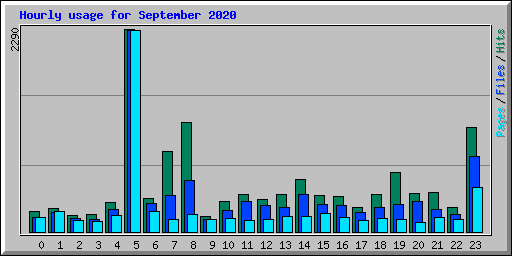 Hourly usage for September 2020
2290
Pages / Files / Hits
0 1 2 3 4 5 6 7 8 9 10 11 12 13 14 15 16 17 18 19 20 21 22 23